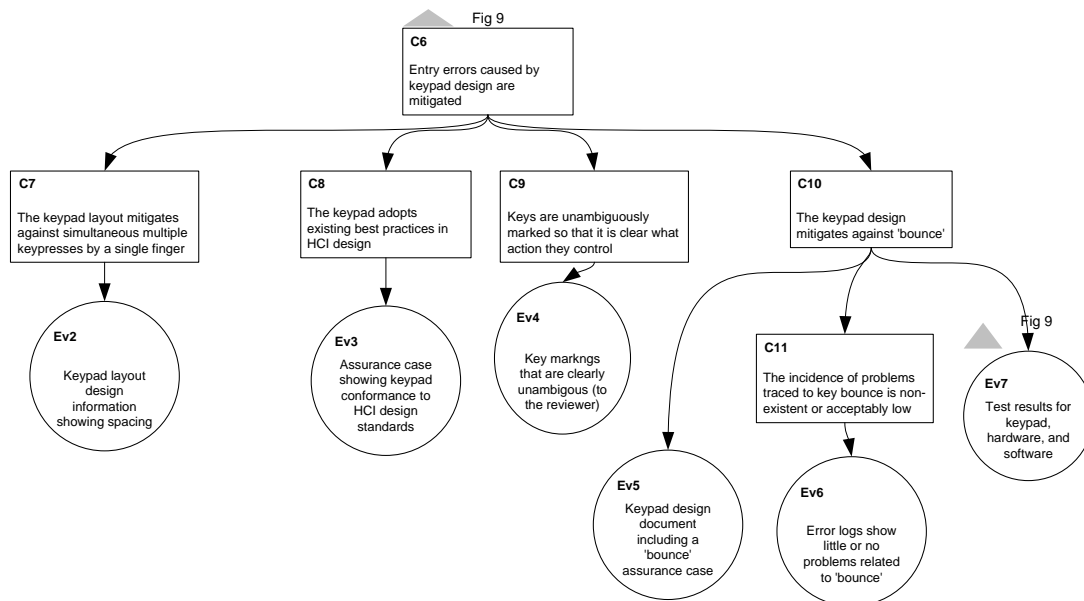 Fig 9
C6
Entry errors caused by
keypad design are
mitigated
C7
The keypad layout mitigates
against simultaneous multiple
keypresses by a single finger
C8
The keypad adopts
existing best practices in
HCI design
C9
Keys are unambiguously
marked so that it is clear what
action they control
C10
The keypad design
mitigates against 'bounce'
Ev2
Keypad layout
design
information
showing spacing
Ev3
Assurance case
showing keypad
conformance to
HCI design
standards
Ev4
Key markngs
that are clearly
unambigous (to
the reviewer)
C11
The incidence of problems
traced to key bounce is non-
existent or acceptably low
Fig 9
Ev7
Test results for
keypad,
hardware, and
software
Ev5
Keypad design
document
including a
'bounce'
assurance case
Ev6
Error logs show
little or no
problems related
to 'bounce'